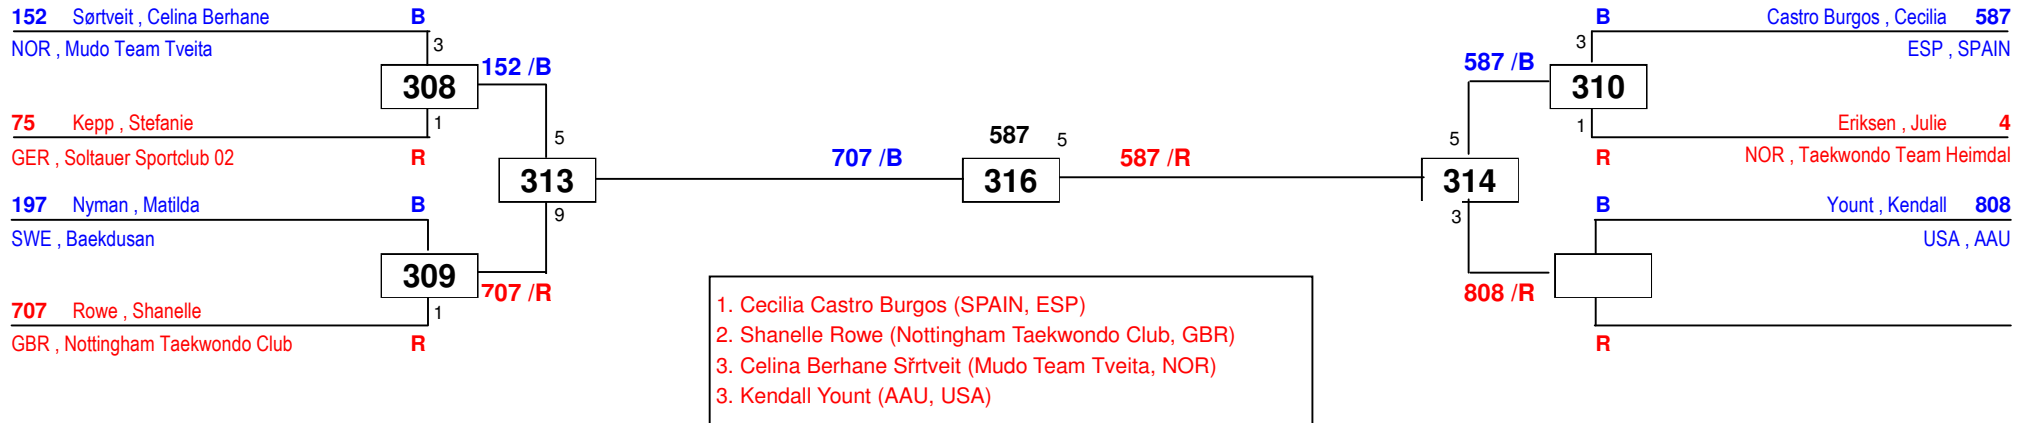 152 Sørtveit , Celina Berhane B
NOR , Mudo Team Tveita
3
308
152 /B
75 Kepp , Stefanie
1
GER , Soltauer Sportclub 02 R
5
313
9
197 Nyman , Matilda B
SWE , Baekdusan
309
707 /R
707 Rowe , Shanelle
1
GBR , Nottingham Taekwondo Club R
707 /B
587 5
316
587 /R
B Castro Burgos , Cecilia 587
3
ESP , SPAIN
587 /B
310
1
Eriksen , Julie 4
R NOR , Taekwondo Team Heimdal
5
314
3
B Yount , Kendall 808
USA , AAU
808 /R
R
1. Cecilia Castro Burgos (SPAIN, ESP)
2. Shanelle Rowe (Nottingham Taekwondo Club, GBR)
3. Celina Berhane Sřrtveit (Mudo Team Tveita, NOR)
3. Kendall Yount (AAU, USA)